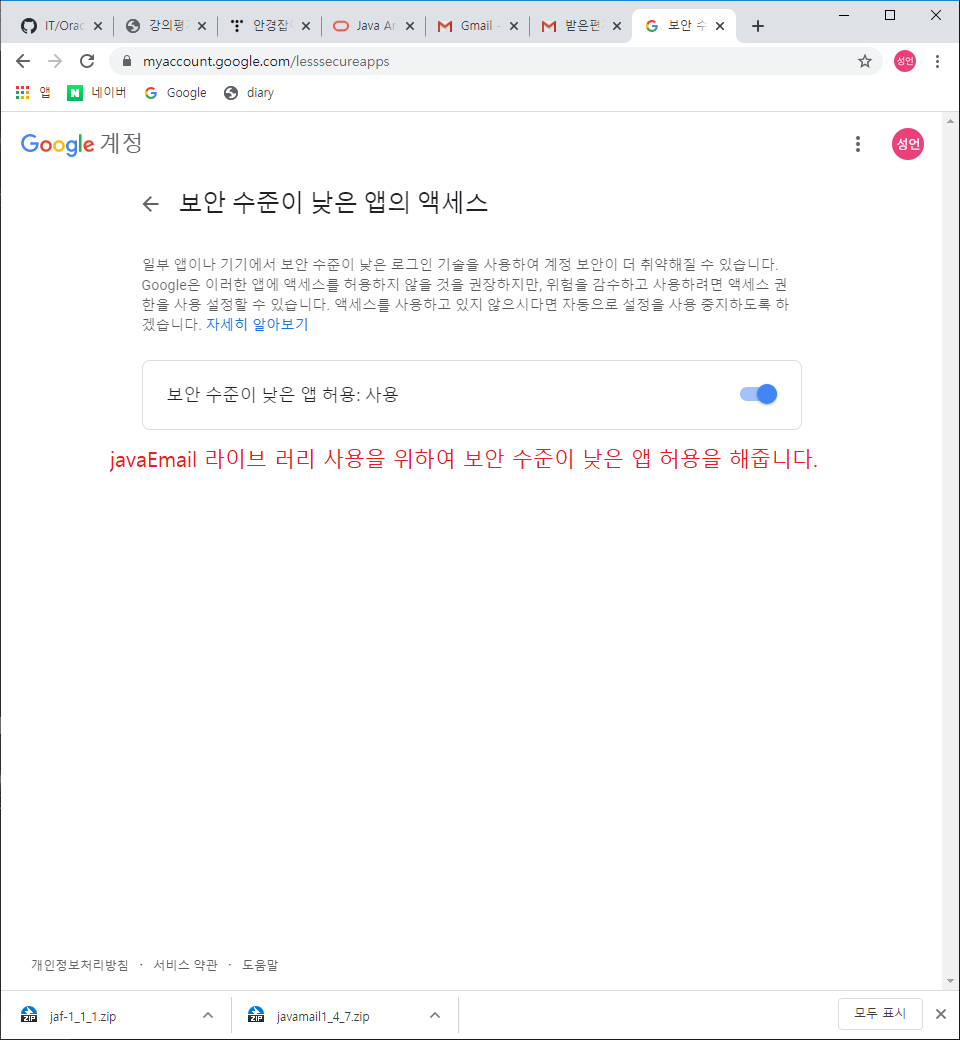 IT/Orac
강의평
안경잡
Java Ar
Gmail -
받은편
보안 수
myaccount.google.com/lesssecureapps
성언
앱
네이버
Google
diary
Google 계정
성언
보안 수준이 낮은 앱의 액세스
일부 앱이나 기기에서 보안 수준이 낮은 로그인 기술을 사용하여 계정 보안이 더 취약해질 수 있습니다.
Google은 이러한 앱에 액세스를 허용하지 않을 것을 권장하지만, 위험을 감수하고 사용하려면 액세스 권
한을 사용 설정할 수 있습니다. 액세스를 사용하고 있지 않으시다면 자동으로 설정을 사용 중지하도록 하
겠습니다. 자세히 알아보기
보안 수준이 낮은 앱 허용: 사용
javaEmail 라이브 러리 사용을 위하여 보안 수준이 낮은 앱 허용을 해줍니다.
개인정보처리방침 · 서비스 약관 · 도움말
ZIP
jaf-1_1_1.zip
ZIP
javamail1_4_7.zip
모두 표시